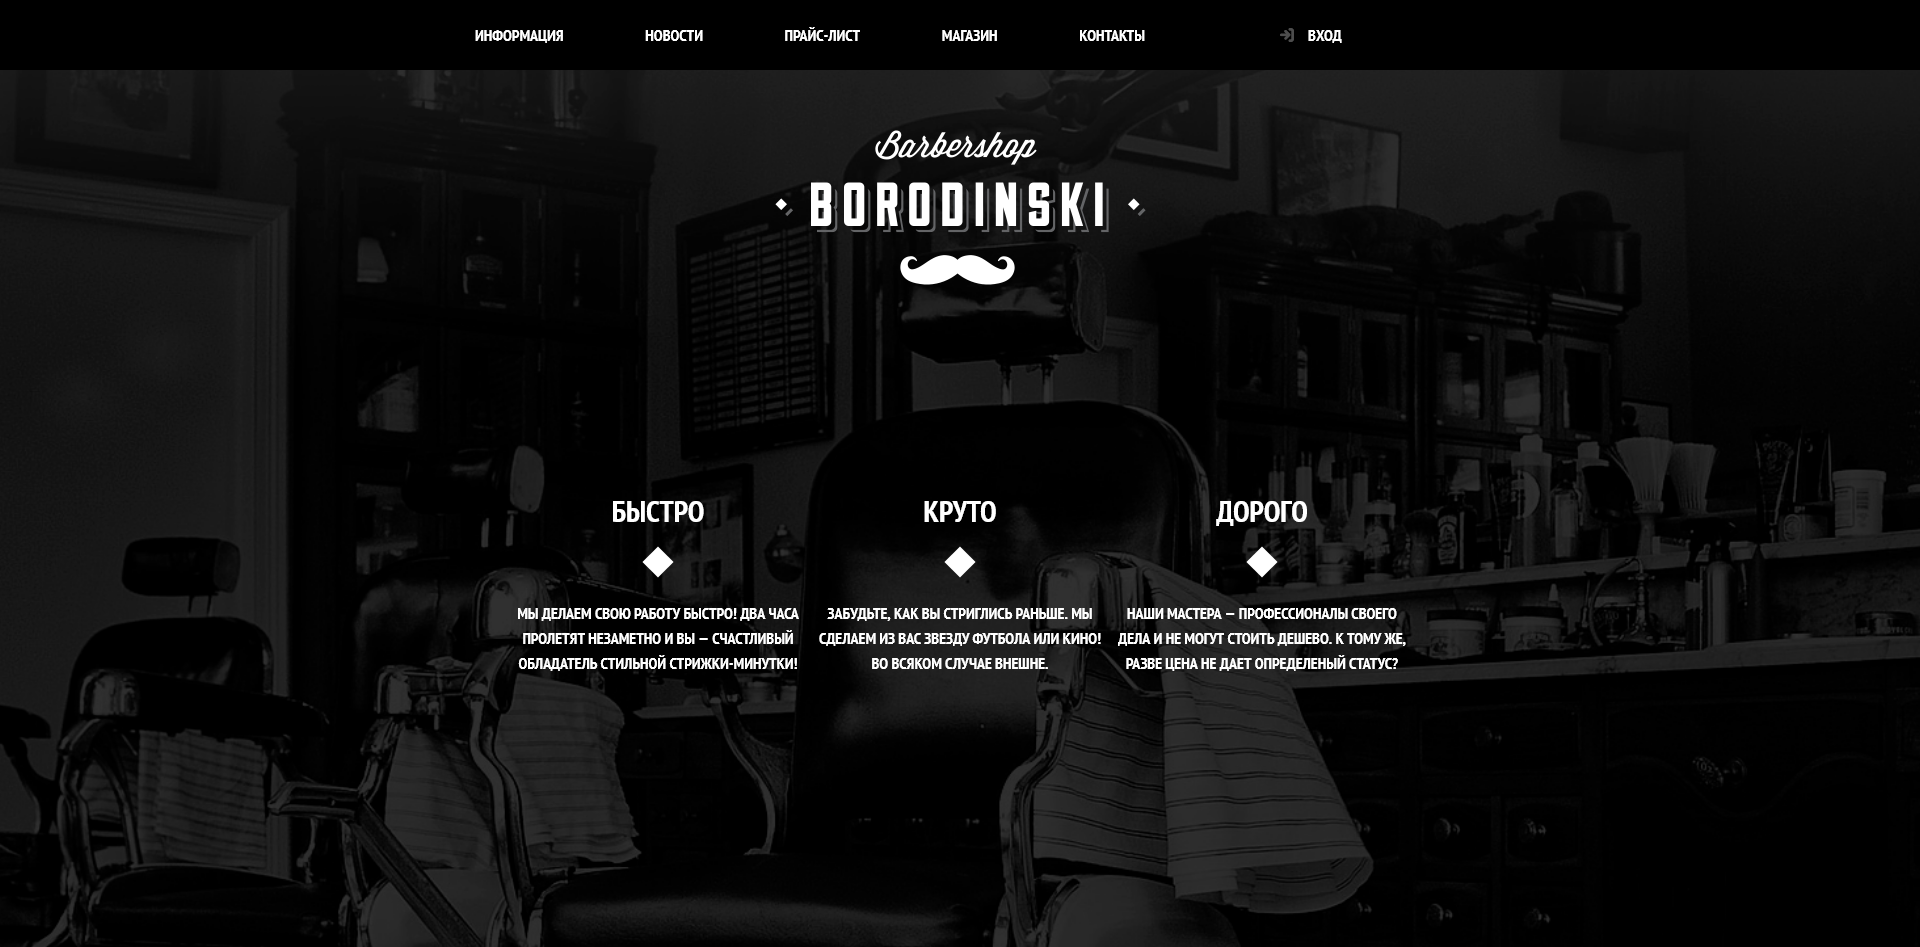 ИНФОРМАЦИЯ НОВОСТИ ПРАЙС-ЛИСТ МАГАЗИН КОНТАКТЫ ВХОД
Barbershop
BORODINSKI
БЫСТРО
МЫ ДЕЛАЕМ СВОЮ РАБОТУ БЫСТРО! ДВА ЧАСА
ПРОЛЕТЯТ НЕЗАМЕТНО И ВЫ — СЧАСТЛИВЫЙ
ОБЛАДАТЕЛЬ СТИЛЬНОЙ СТРИЖКИ-МИНУТКИ!
КРУТО
ЗАБУДЬТЕ, КАК ВЫ СТРИГЛИСЬ РАНЬШЕ. МЫ
СДЕЛАЕМ ИЗ ВАС ЗВЕЗДУ ФУТБОЛА ИЛИ КИНО!
ВО ВСЯКОМ СЛУЧАЕ ВНЕШНЕ.
ДОРОГО
НАШИ МАСТЕРА — ПРОФЕССИОНАЛЫ СВОЕГО
ДЕЛА И НЕ МОГУТ СТОИТЬ ДЕШЕВО. К ТОМУ ЖЕ,
РАЗВЕ ЦЕНА НЕ ДАЕТ ОПРЕДЕЛЕНЫЙ СТАТУС?